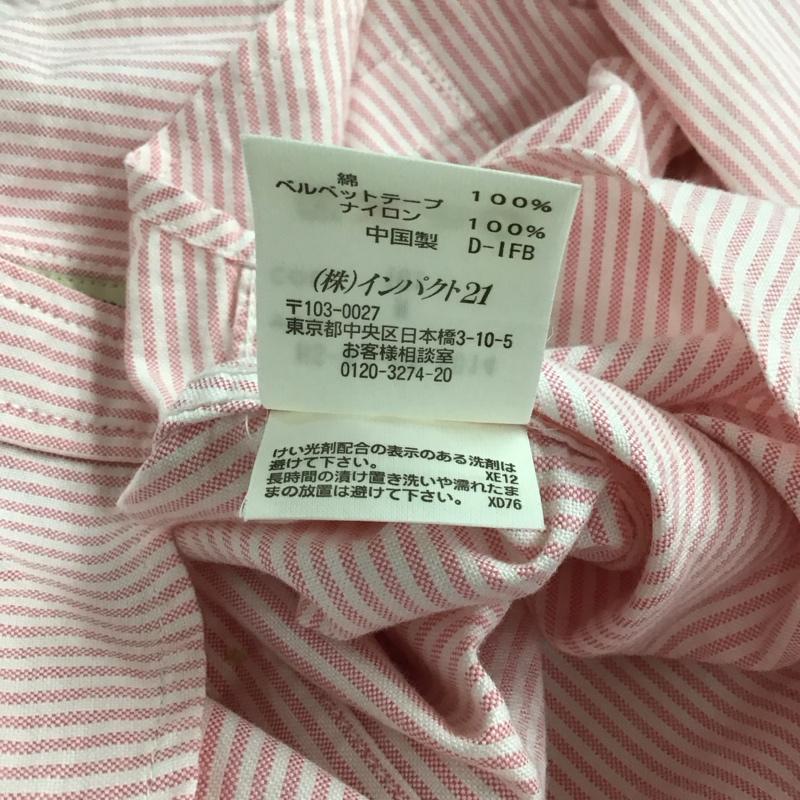 綿 100%
ベルベットテープ
ナイロン 100%
中国製 D-IFB
(株)インパクト21
〒103-0027
東京都中央区日本橋3-10-5
お客様相談室
0120-3274-20
けい光剤配合の表示のある洗剤は
避けて下さい。 XE12
長時間の漬け置き洗いや濡れたま
まの放置は避けて下さい。 XD76